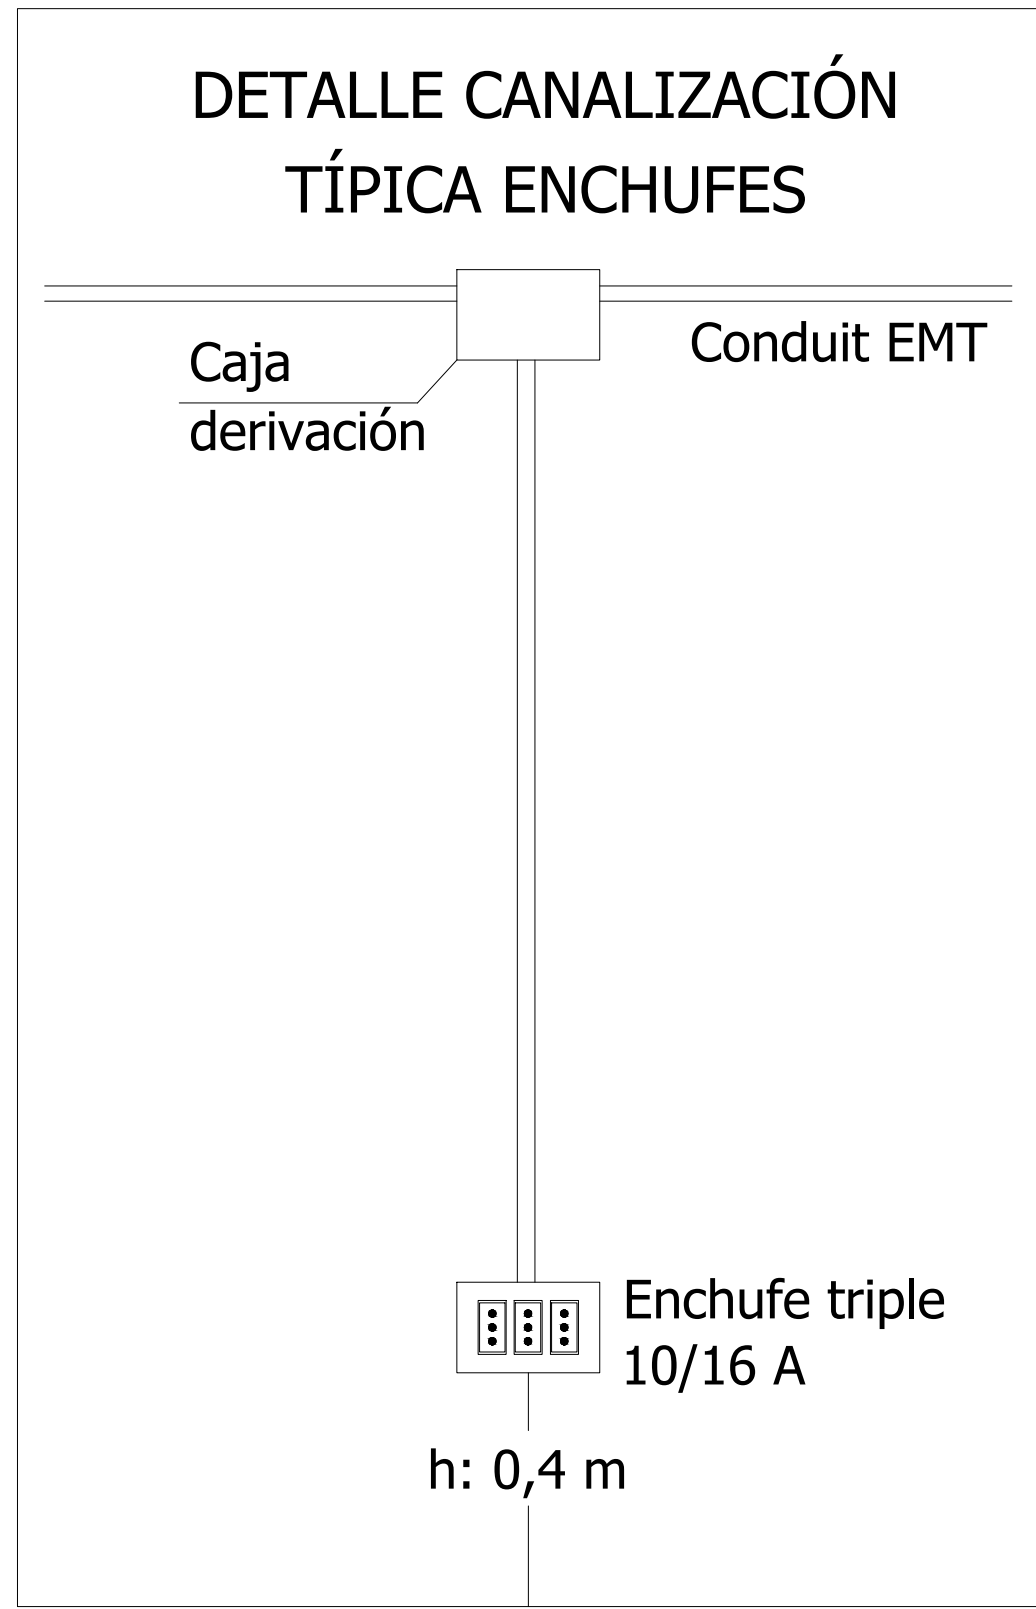 DETALLE CANALIZACIÓN
TÍPICA ENCHUFES
Conduit EMT
Caja
derivación
Enchufe triple
10/16 A
h: 0,4 m